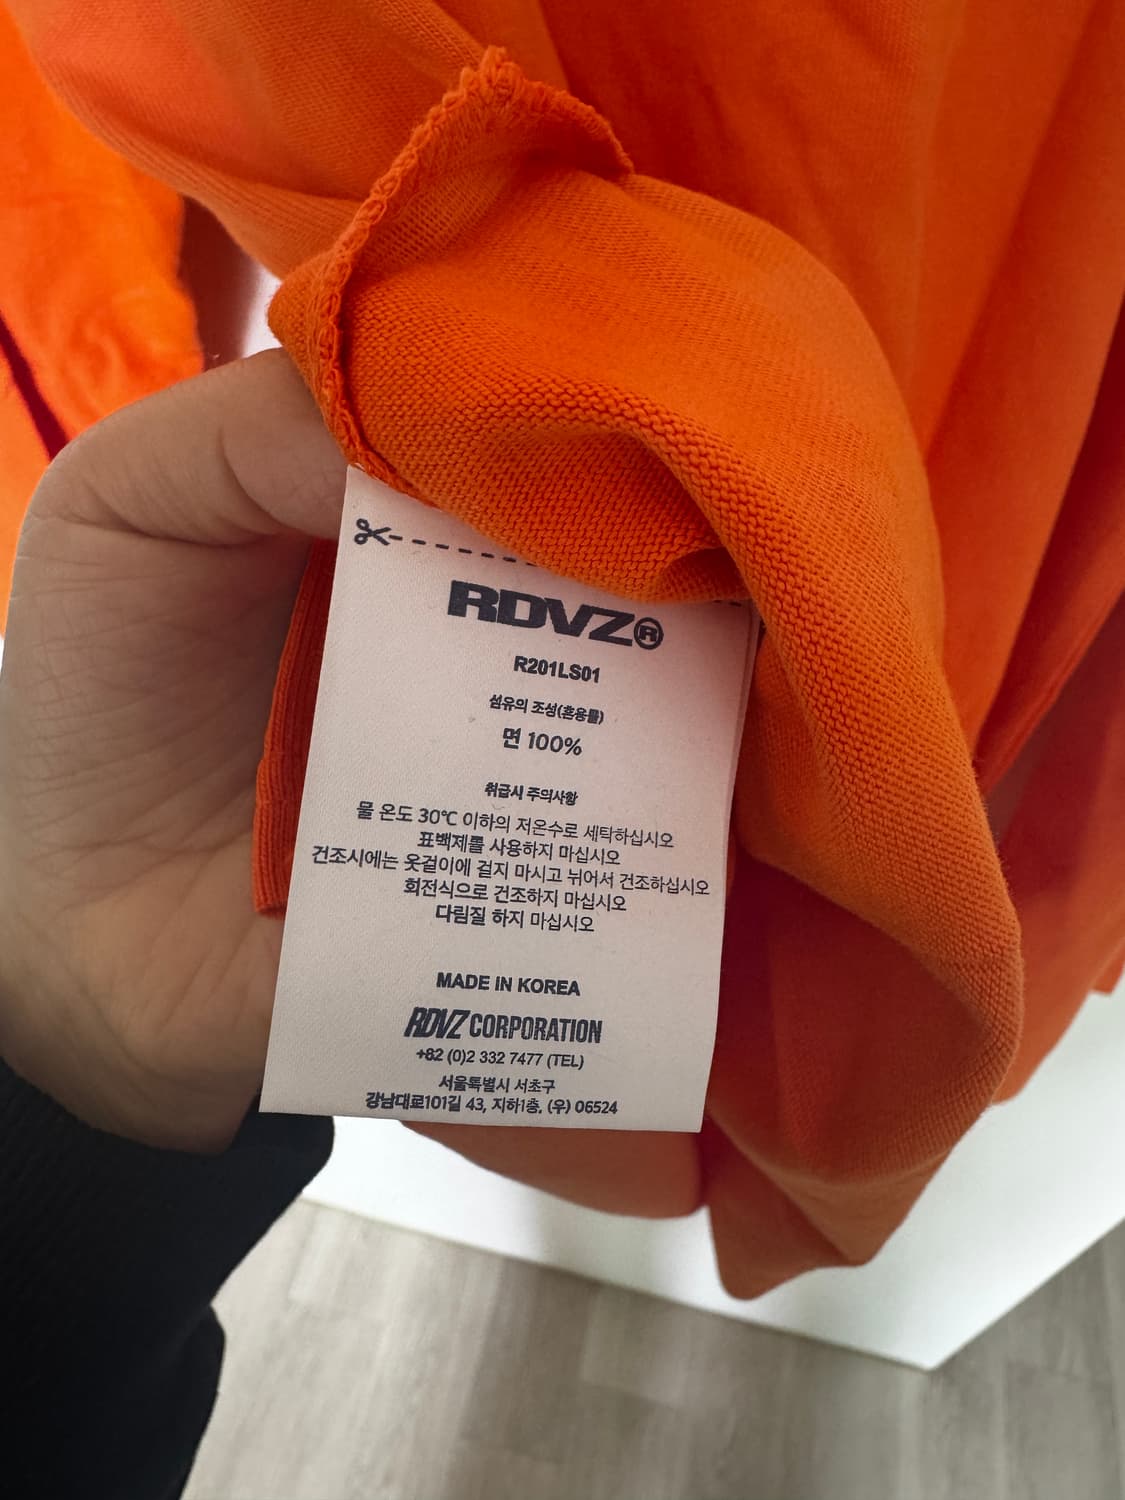 RDVZ®
R201LS01
섬유의 조성(혼용률)
면 100%
취급시 주의사항
물 온도 30℃ 이하의 저온수로 세탁하십시오
표백제를 사용하지 마십시오
건조시에는 옷걸이에 걸지 마시고 뉘어서 건조하십시오
회전식으로 건조하지 마십시오
다림질 하지 마십시오
MADE IN KOREA
RDVZ CORPORATION
+82 (0)2 332 7477 (TEL)
서울특별시 서초구
강남대로101길 43, 지하1층, (우) 06524